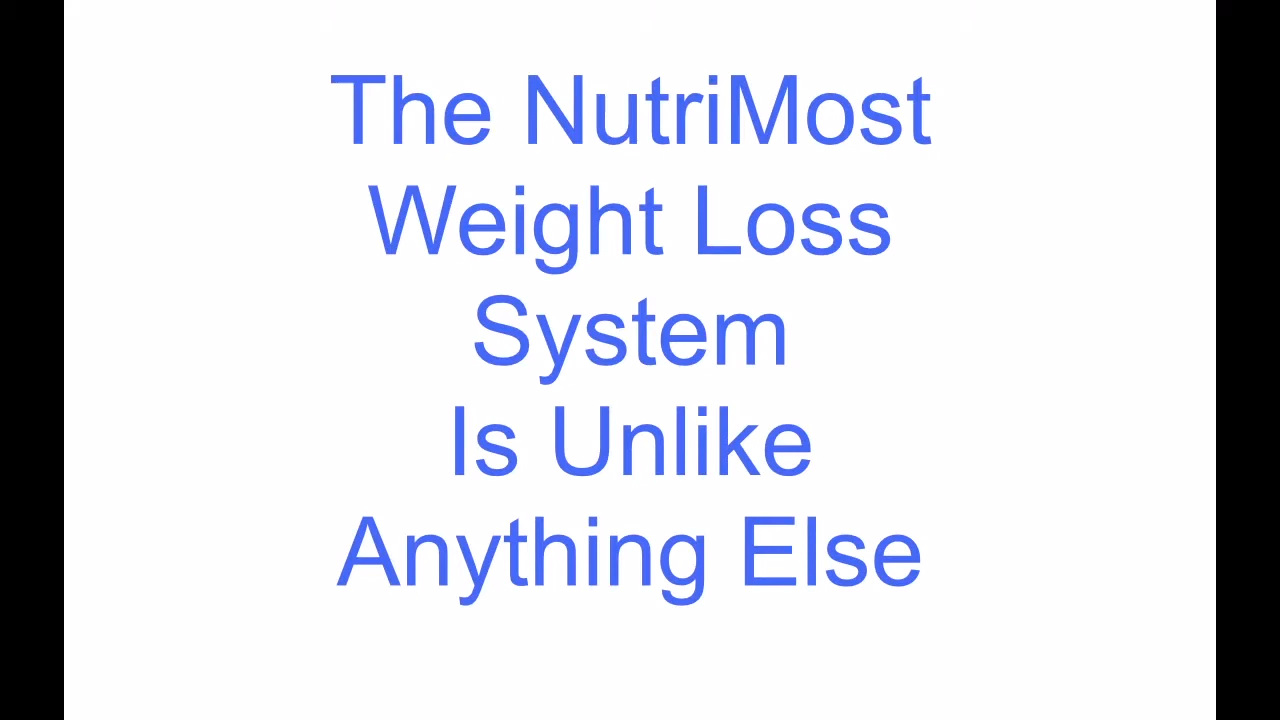 The NutriMost
Weight Loss
System
Is Unlike
Anything Else